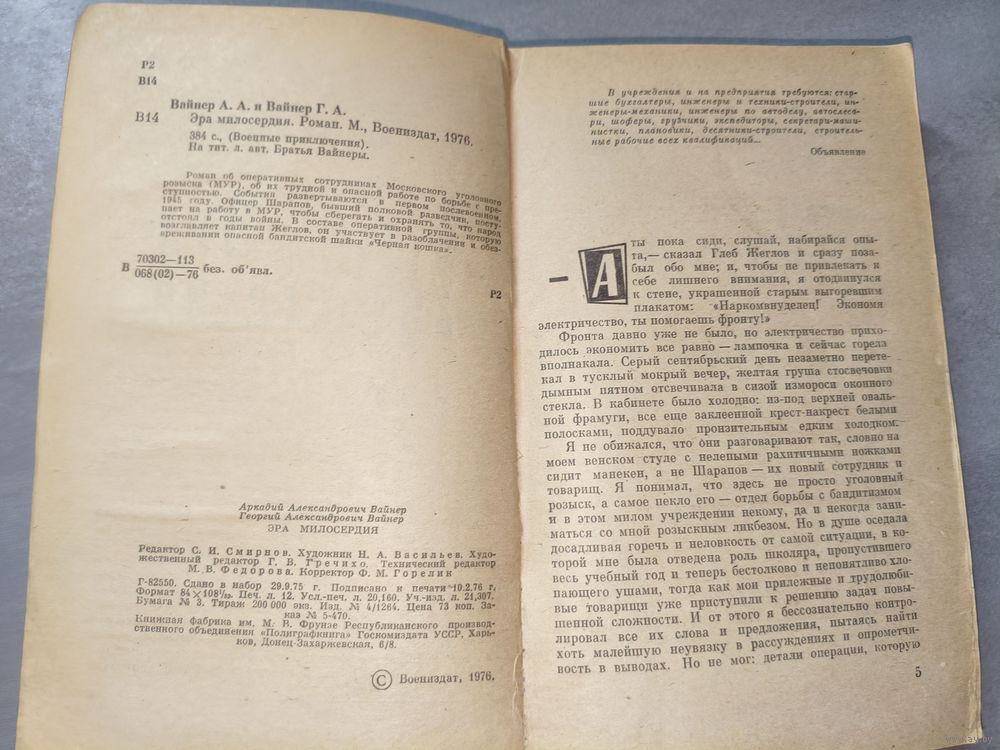 Р2
В14
Вайнер А. А. и Вайнер Г. А.
В14 Эра милосердия. Роман. М., Воениздат, 1976.
384 с., (Военные приключения).
На тит. л. авт. Братья Вайнеры.
Роман об оперативных сотрудниках Московского уголовного
розыска (МУР), об их трудной и опасной работе по борьбе с пре-
ступностью. События развертываются в первом послевоенном,
1945 году. Офицер Шарапов, бывший полковой разведчик, посту-
пает на работу в МУР, чтобы сберегать и охранять то, что народ
отстоял в годы войны. В составе оперативной группы, которую
возглавляет капитан Жеглов, он участвует в разоблачении и обез-
вреживании опасной бандитской шайки «Черная кошка».
В 70302—113
068(02)—76 без. объявл.
Р2
Аркадий Александрович Вайнер
Георгий Александрович Вайнер
ЭРА МИЛОСЕРДИЯ
Редактор С. И. Смирнов. Художник Н. А. Васильев. Худо-
жественный редактор Г. В. Гречихо. Технический редактор
М. В. Федорова. Корректор Ф. М. Горелик
Г-82550. Сдано в набор 29.9.75 г. Подписано к печати 10.2.76 г.
Формат 84×108¹/₃₂. Печ. л. 12. Усл.-печ. л. 20,160. Уч.-изд. л. 21,307.
Бумага № 3. Тираж 200 000 экз. Изд. № 4/1264. Цена 73 коп. За-
каз № 5-470.
Книжная фабрика им. М. В. Фрунзе Республиканского производ-
ственного объединения «Полиграфкнига» Госкомиздата УССР, Харь-
ков, Донец-Захаржевская, 6/8.
© Воениздат, 1976.
В учреждения и на предприятия требуются: стар-
шие бухгалтеры, инженеры и техники-строители, ин-
женеры-механики, инженеры по автоделу, автослеса-
ри, шоферы, грузчики, экспедиторы, секретари-маши-
нистки, плановики, десятники-строители, строитель-
ные рабочие всех квалификаций...
Объявление
— А ты пока сиди, слушай, набирайся опы-
та,— сказал Глеб Жеглов и сразу поза-
был обо мне; и, чтобы не привлекать к
себе лишнего внимания, я отодвинулся
к стене, украшенной старым выгоревшим
плакатом: «Наркомвнуделец! Экономя
электричество, ты помогаешь фронту!»
Фронта давно уже не было, но электричество прихо-
дилось экономить все равно — лампочка и сейчас горела
вполнакала. Серый сентябрьский день незаметно перете-
кал в тусклый мокрый вечер, желтая груша стосвечовки
дымным пятном отсвечивала в сизой измороси оконного
стекла. В кабинете было холодно: из-под верхней оваль-
ной фрамуги, все еще заклеенной крест-накрест белыми
полосками, поддувало пронзительным едким холодком.
Я не обижался, что они разговаривают так, словно на
моем венском стуле с нелепыми рахитичными ножками
сидит манекен, а не Шарапов — их новый сотрудник и
товарищ. Я понимал, что здесь не просто уголовный
розыск, а самое пекло его — отдел борьбы с бандитизмом
и в этом милом учреждении некому, да и некогда зани-
маться со мной розыскным ликбезом. Но в душе оседала
досадливая горечь и неловкость от самой ситуации, в ко-
торой мне была отведена роль школяра, пропустившего
весь учебный год и теперь бестолково и непонятливо хло-
пающего ушами, тогда как мои прилежные и трудолюби-
вые товарищи уже приступили к решению задач повы-
шенной сложности. И от этого я бессознательно контро-
лировал все их слова и предложения, пытаясь найти
хоть малейшую неувязку в рассуждениях и опрометчи-
вость в выводах. Но не мог: детали операции, которую
5